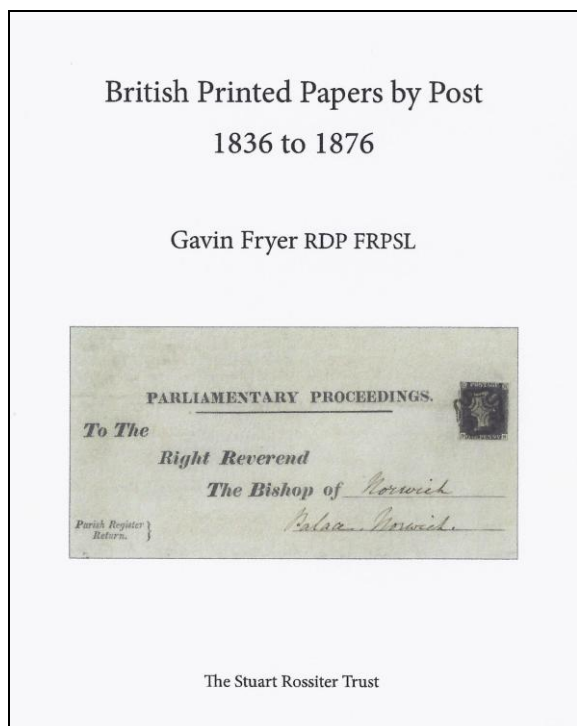 British Printed Papers by Post
1836 to 1876
Gavin Fryer RDP FRPSL
PARLIAMENTARY PROCEEDINGS.
POSTAGE
To The
Right Reverend
The Bishop of Norwich
Parish Register
Return.
Norwich.
The Stuart Rossiter Trust